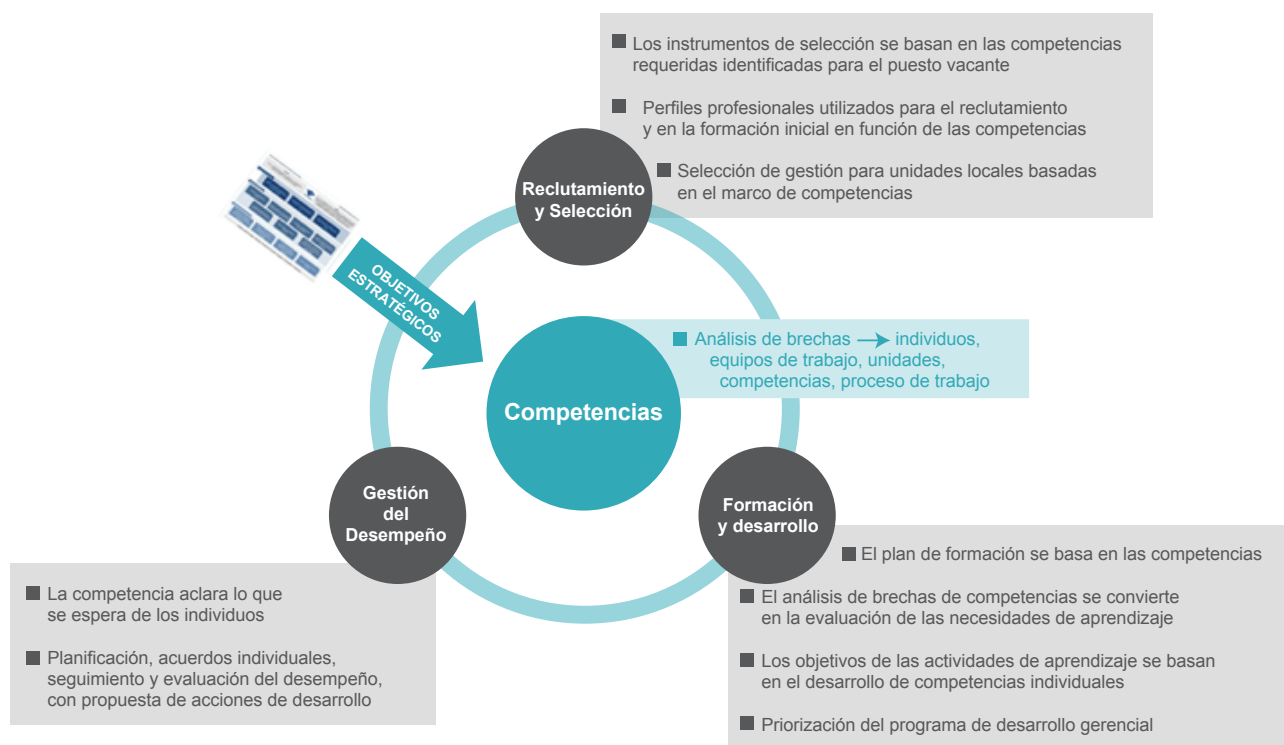 Los instrumentos de selección se basan en las competencias
requeridas identificadas para el puesto vacante
Perfiles profesionales utilizados para el reclutamiento
y en la formación inicial en función de las competencias
Selección de gestión para unidades locales basadas
en el marco de competencias
Reclutamiento
y Selección
OBJETIVOS
ESTRATÉGICOS
Análisis de brechas → individuos,
equipos de trabajo, unidades,
competencias, proceso de trabajo
Competencias
Gestión
del
Desempeño
Formación
y desarrollo
La competencia aclara lo que
se espera de los individuos
Planificación, acuerdos individuales,
seguimiento y evaluación del desempeño,
con propuesta de acciones de desarrollo
El plan de formación se basa en las competencias
El análisis de brechas de competencias se convierte
en la evaluación de las necesidades de aprendizaje
Los objetivos de las actividades de aprendizaje se basan
en el desarrollo de competencias individuales
Priorización del programa de desarrollo gerencial